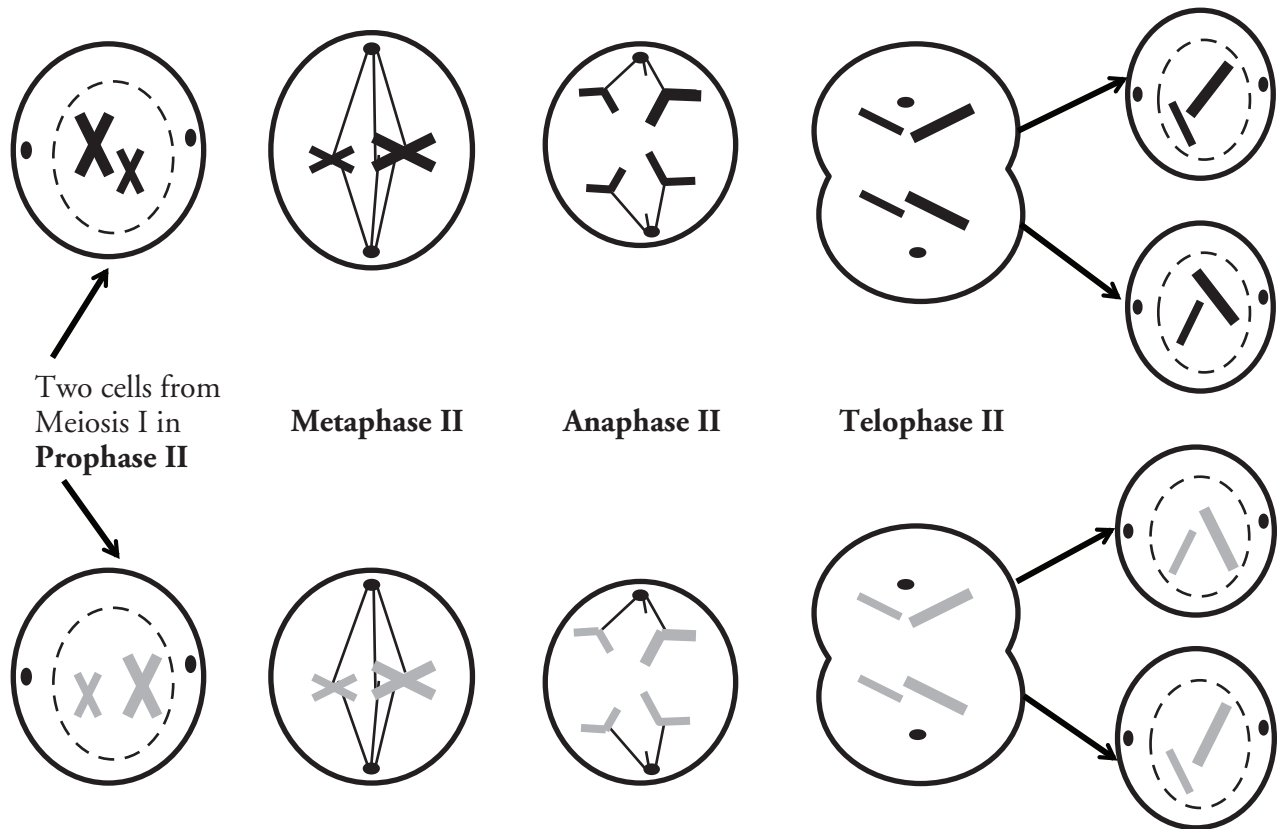 Two cells from
Meiosis I in
Prophase II
Metaphase II
Anaphase II
Telophase II